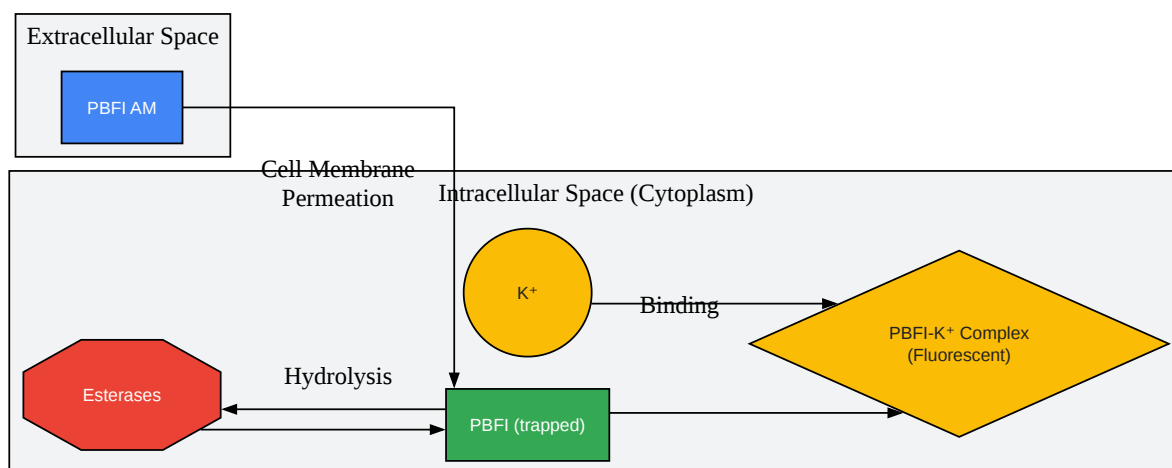 Extracellular Space
PBFI AM
Cell Membrane
Permeation
Intracellular Space (Cytoplasm)
K⁺
Binding
PBFI-K⁺ Complex
(Fluorescent)
Esterases
Hydrolysis
PBFI (trapped)